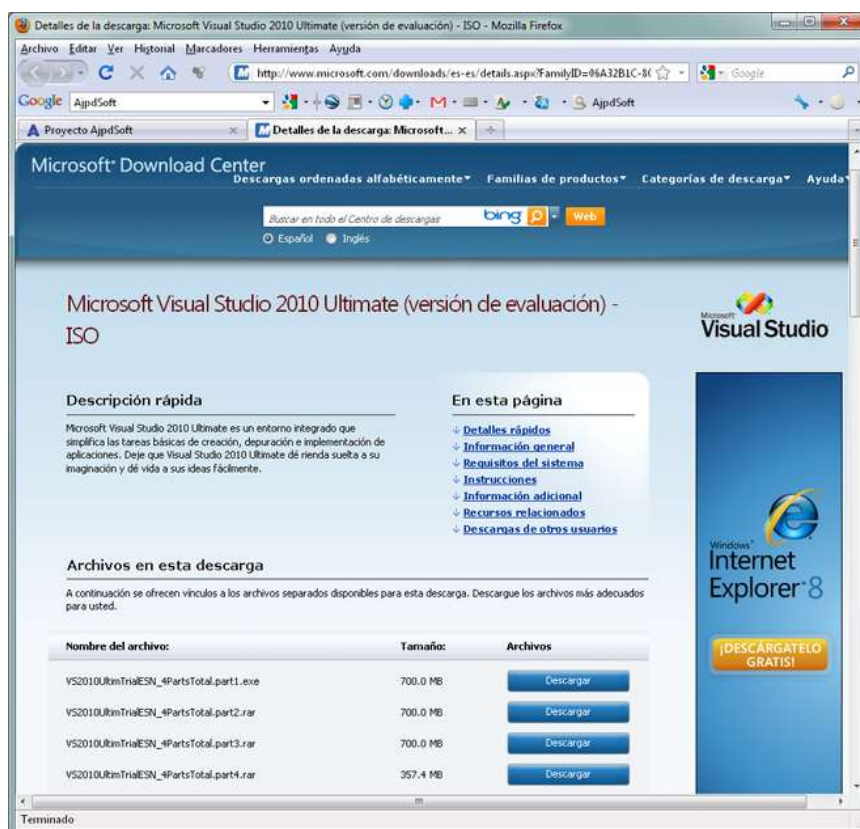 Detalles de la descarga: Microsoft Visual Studio 2010 Ultimate (versión de evaluación) - ISO - Mozilla Firefox
Archivo Editar Ver Historial Marcadores Herramientas Ayuda
http://www.microsoft.com/downloads/es-es/details.aspx?FamilyID=06A32B1C-8
Google
Google AjpdSoft
AjpdSoft
Proyecto AjpdSoft
Detalles de la descarga: Microsoft...
Microsoft Download Center
Descargas ordenadas alfabéticamente Familias de productos Categorías de descarga Ayuda
Buscar en todo el Centro de descargas bing Web
Español Inglés
Microsoft Visual Studio 2010 Ultimate (versión de evaluación) -
ISO
Microsoft
Visual Studio
Descripción rápida
Microsoft Visual Studio 2010 Ultimate es un entorno integrado que
simplifica las tareas básicas de creación, depuración e implementación de
aplicaciones. Deje que Visual Studio 2010 Ultimate dé rienda suelta a su
imaginación y dé vida a sus ideas fácilmente.
En esta página
Detalles rápidos
Información general
Requisitos del sistema
Instrucciones
Información adicional
Recursos relacionados
Descargas de otros usuarios
Windows
Internet
Explorer 8
¡DESCÁRGATELO
GRATIS!
Archivos en esta descarga
A continuación se ofrecen vínculos a los archivos separados disponibles para esta descarga. Descargue los archivos más adecuados
para usted.
Nombre del archivo: Tamaño: Archivos
VS2010UltimTrialESN_4PartsTotal.part1.exe 700.0 MB Descargar
VS2010UltimTrialESN_4PartsTotal.part2.rar 700.0 MB Descargar
VS2010UltimTrialESN_4PartsTotal.part3.rar 700.0 MB Descargar
VS2010UltimTrialESN_4PartsTotal.part4.rar 357.4 MB Descargar
Terminado